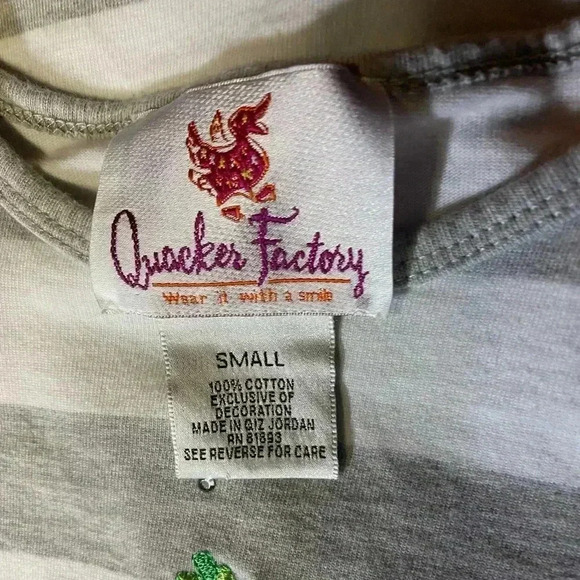 Quacker Factory
Wear it with a smile
SMALL
100% COTTON
EXCLUSIVE OF
DECORATION
MADE IN QIZ JORDAN
RN 81693
SEE REVERSE FOR CARE